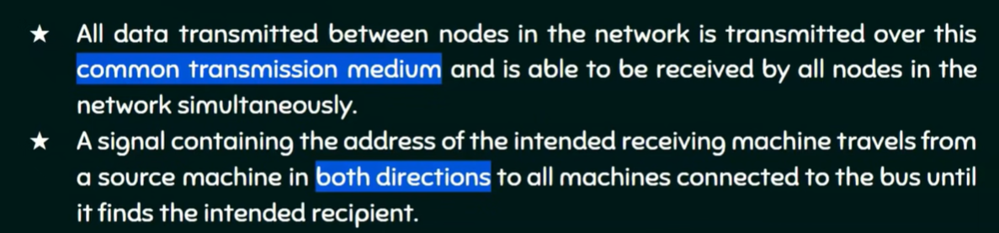 ★ All data transmitted between nodes in the network is transmitted over this
common transmission medium and is able to be received by all nodes in the
network simultaneously.
★ A signal containing the address of the intended receiving machine travels from
a source machine in both directions to all machines connected to the bus until
it finds the intended recipient.